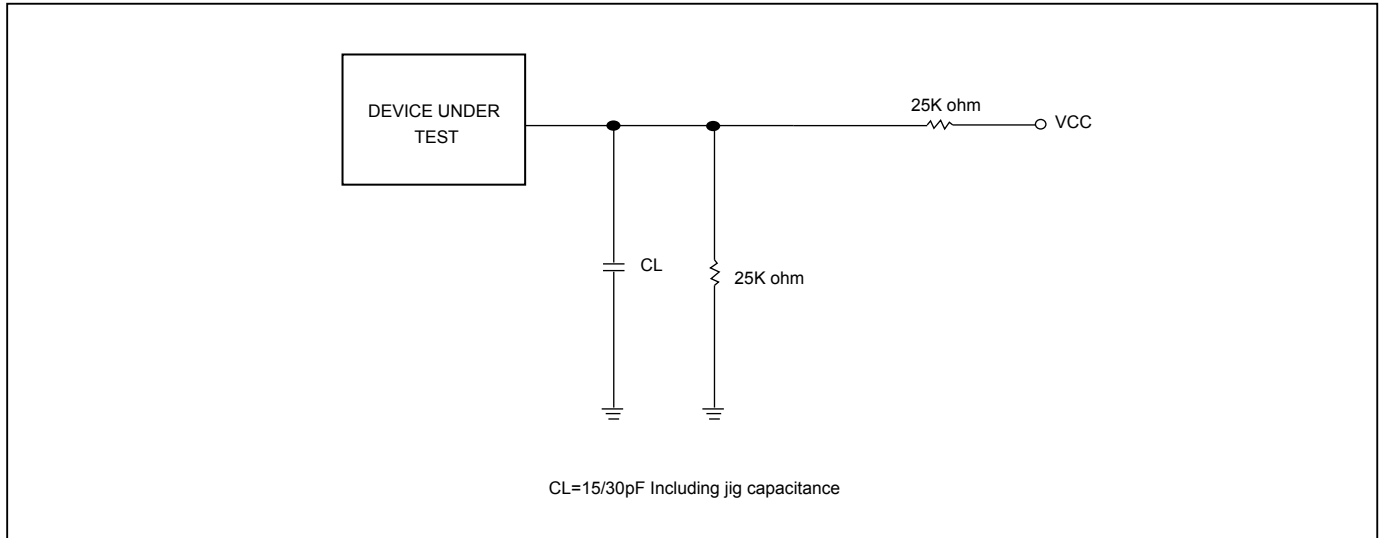 DEVICE UNDER
TEST
25K ohm
VCC
CL
25K ohm
CL=15/30pF Including jig capacitance